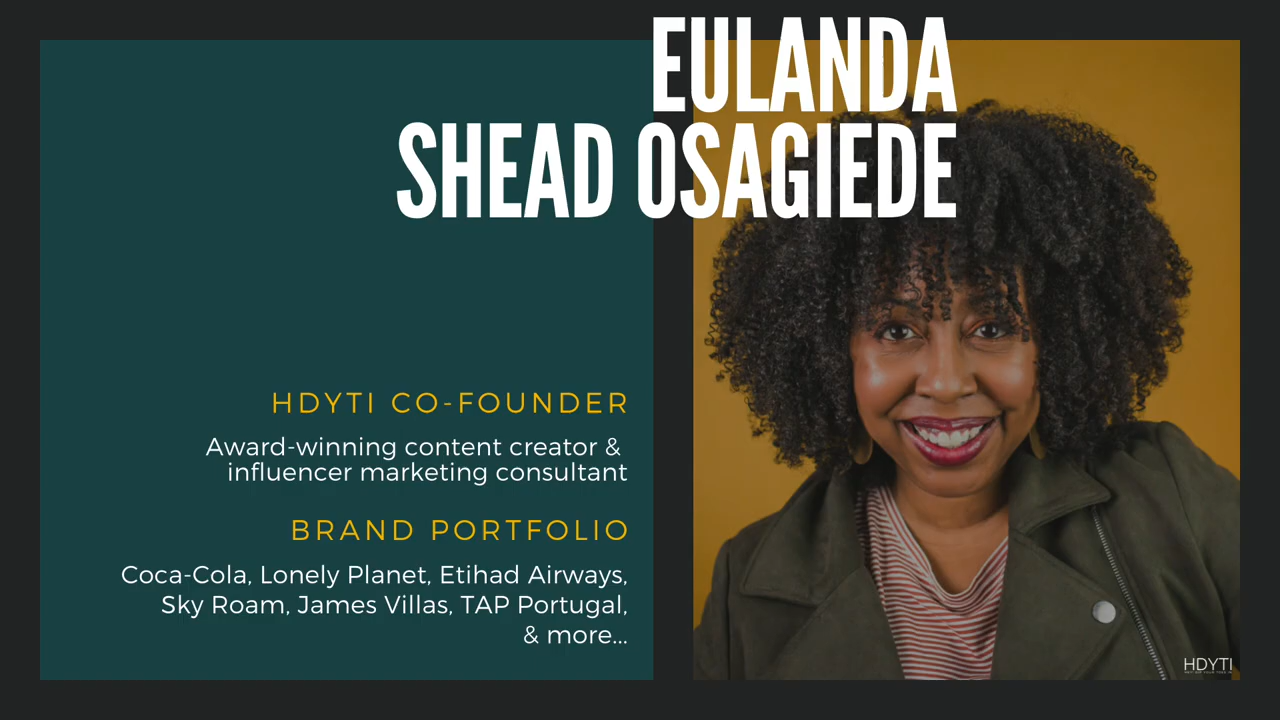 EULANDA
SHEAD OSAGIEDE
HDYTI CO-FOUNDER
Award-winning content creator &
influencer marketing consultant
BRAND PORTFOLIO
Coca-Cola, Lonely Planet, Etihad Airways,
Sky Roam, James Villas, TAP Portugal,
& more...
HDYTI